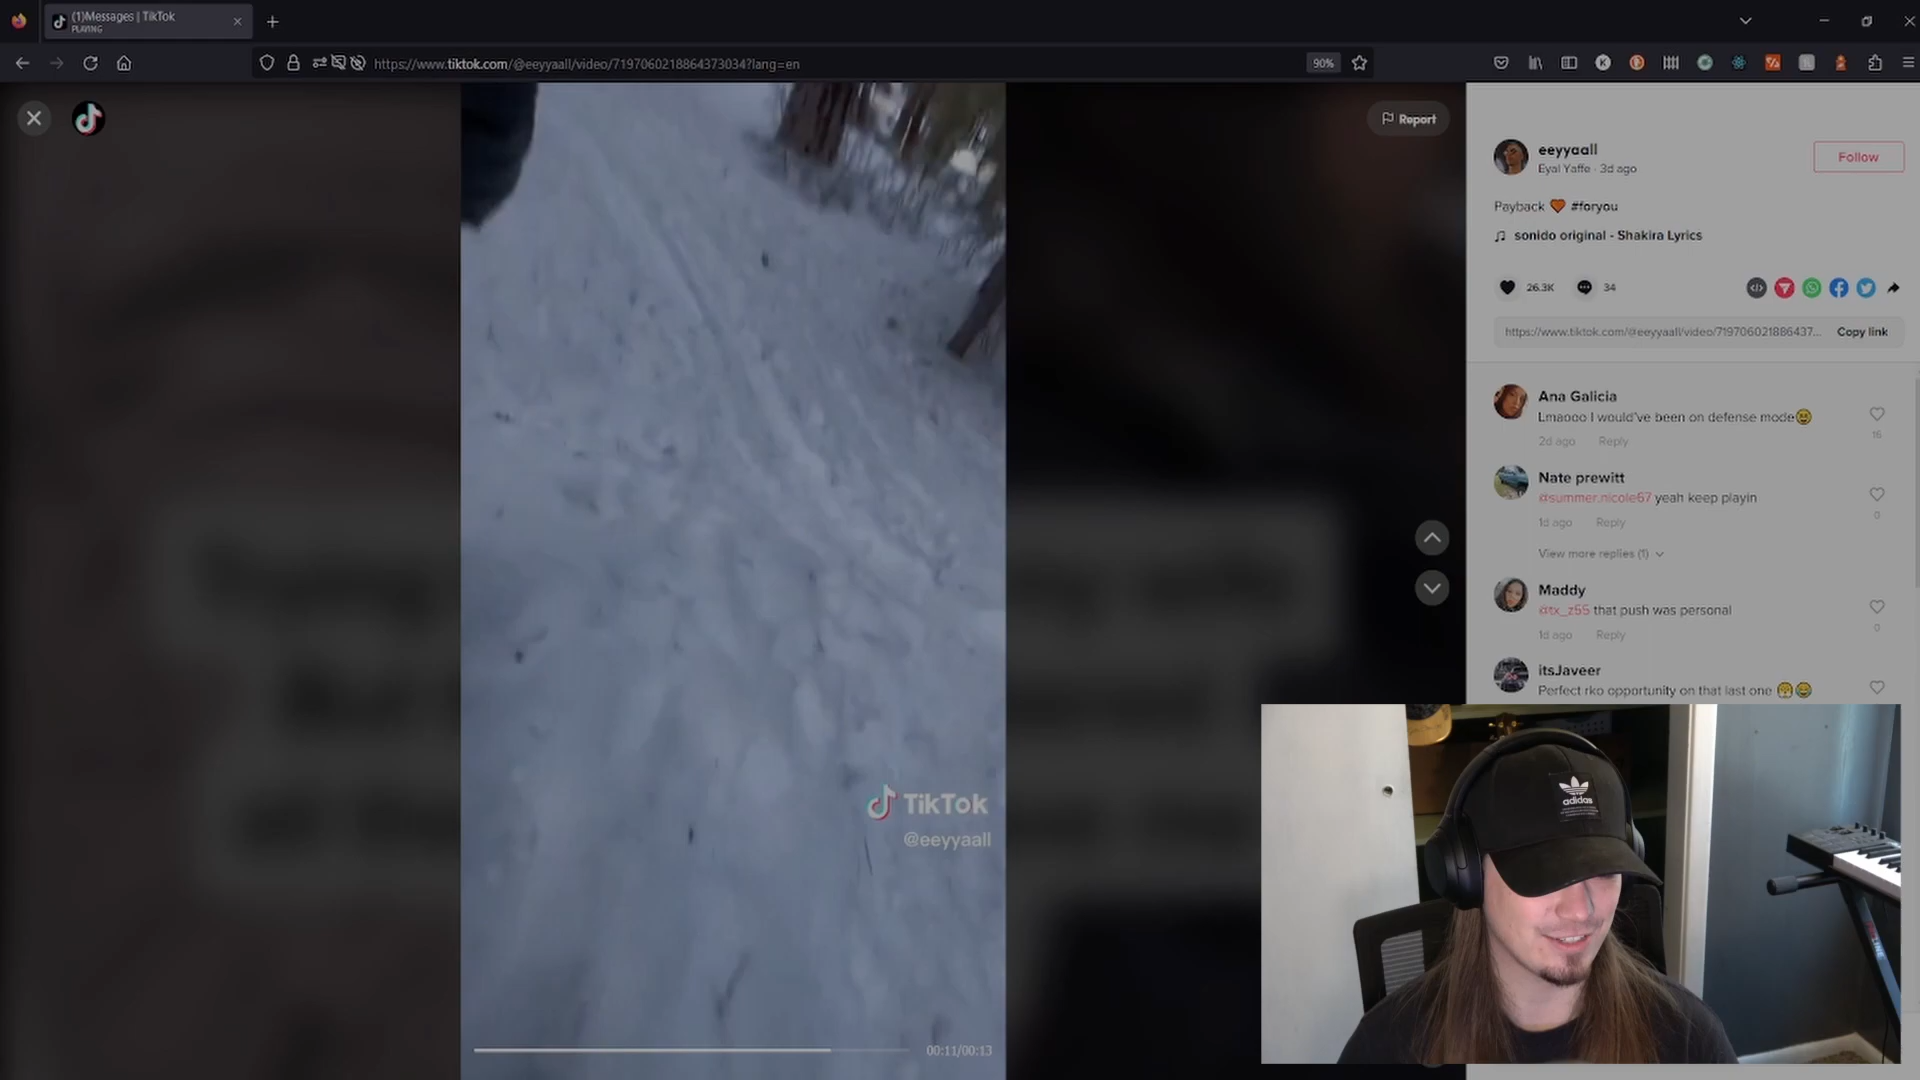 (1)Messages | TikTok
PLAYING
https://www.tiktok.com/@eeyyaall/video/7197060218864373034?lang=en
90%
Report
eeyyaall
Eyal Yaffe · 3d ago
Follow
Payback 🧡 #foryou
sonido original - Shakira Lyrics
26.3K
34
https://www.tiktok.com/@eeyyaall/video/719706021886437...
Copy link
Ana Galicia
Lmaooo I would've been on defense mode😆
16
2d ago Reply
Nate prewitt
@summer.nicole67 yeah keep playin
0
1d ago Reply
View more replies (1)
Maddy
@tx_z55 that push was personal
0
1d ago Reply
itsJaveer
Perfect rko opportunity on that last one 😤😂
TikTok
@eeyyaall
00:11/00:13
adidas